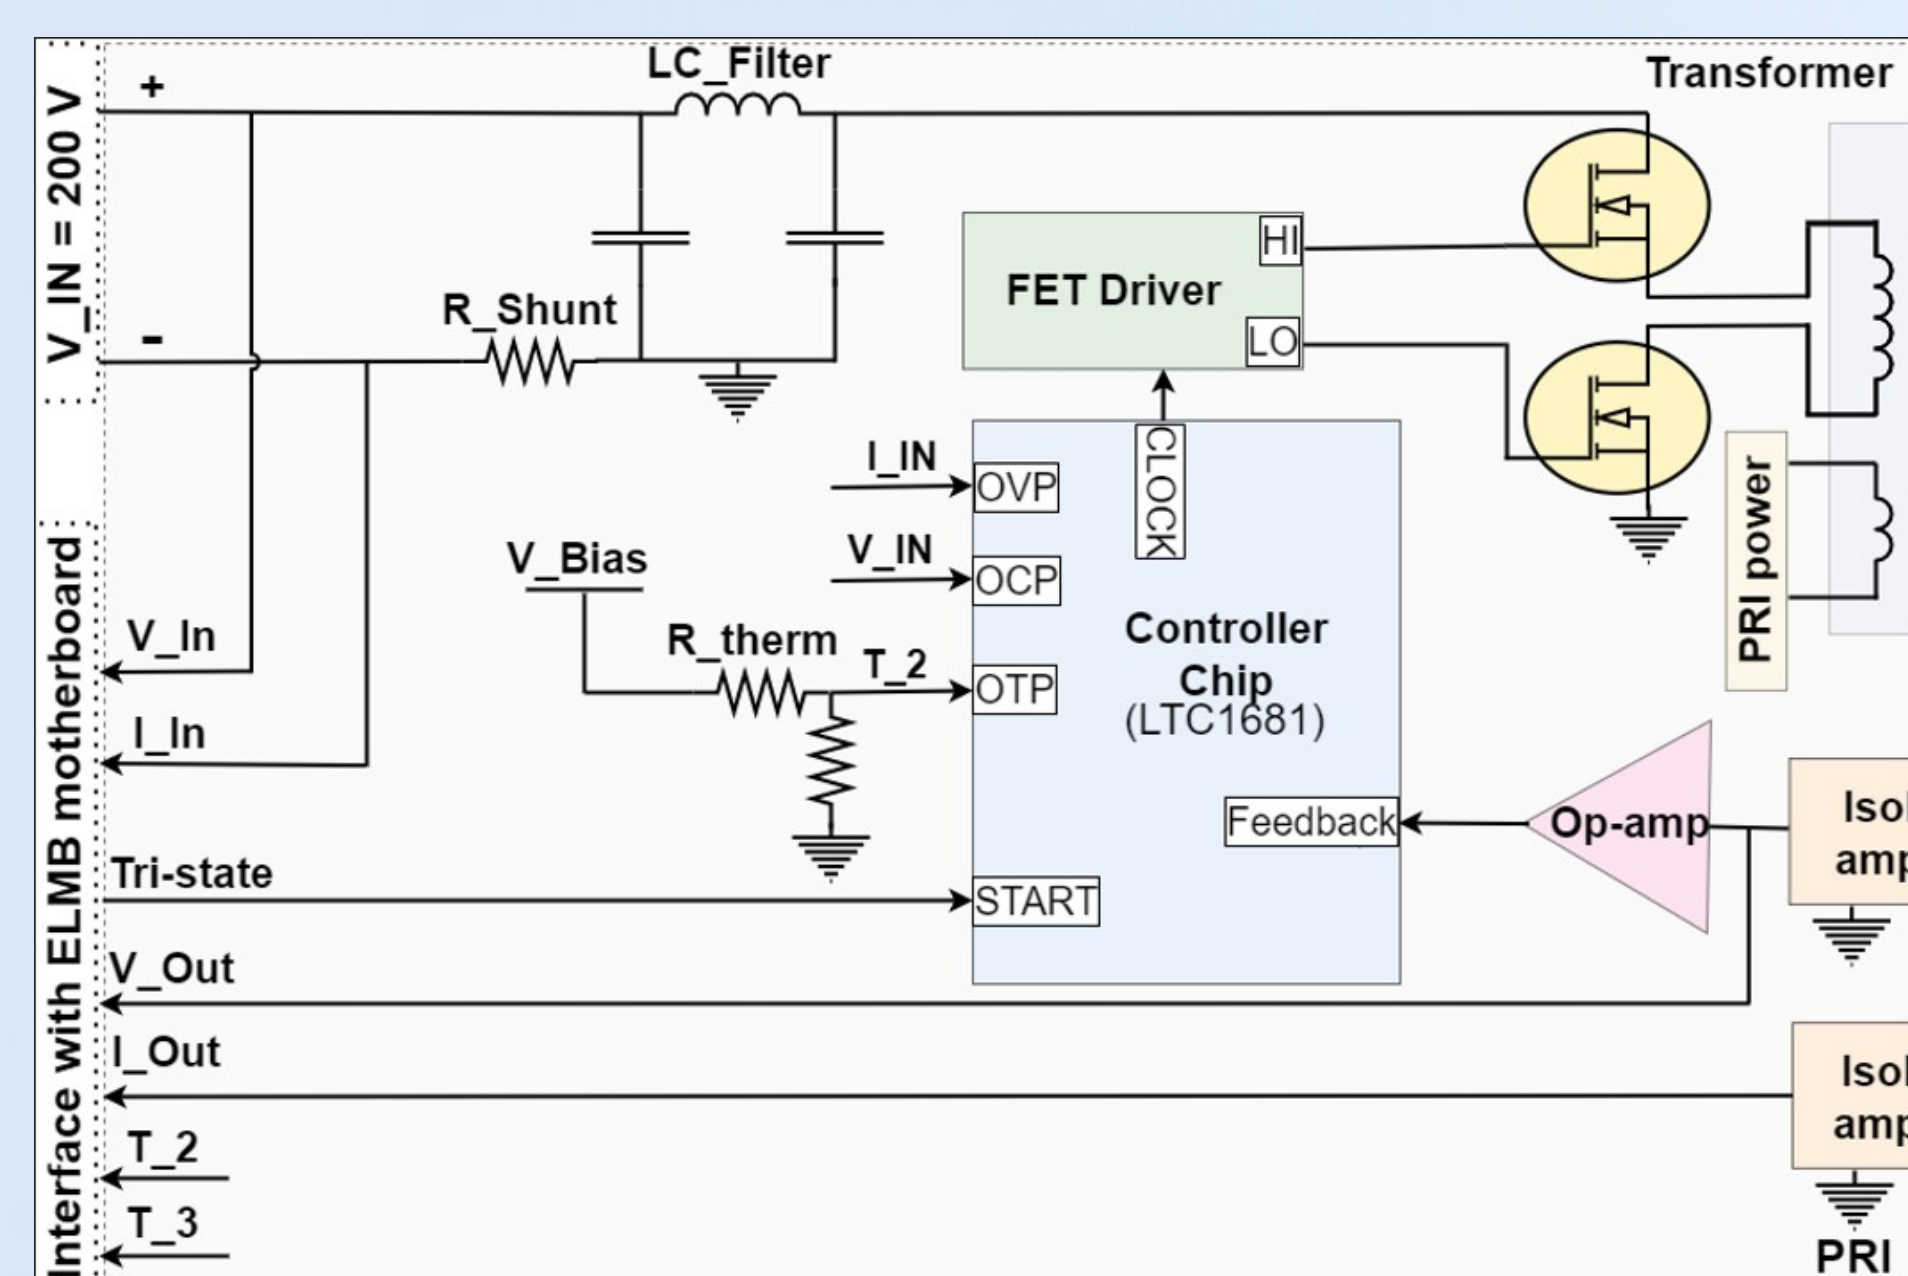 LC_Filter
Transformer
+
V_IN = 200 V
-
R_Shunt
HI
FET Driver
LO
CLOCK
I_IN
OVP
V_IN
OCP
V_Bias
R_therm
T_2
OTP
Controller
Chip
(LTC1681)
PRI power
V_In
I_In
Feedback
Op-amp
Tri-state
START
V_Out
I_Out
T_2
T_3
Interface with ELMB motherboard
PRI